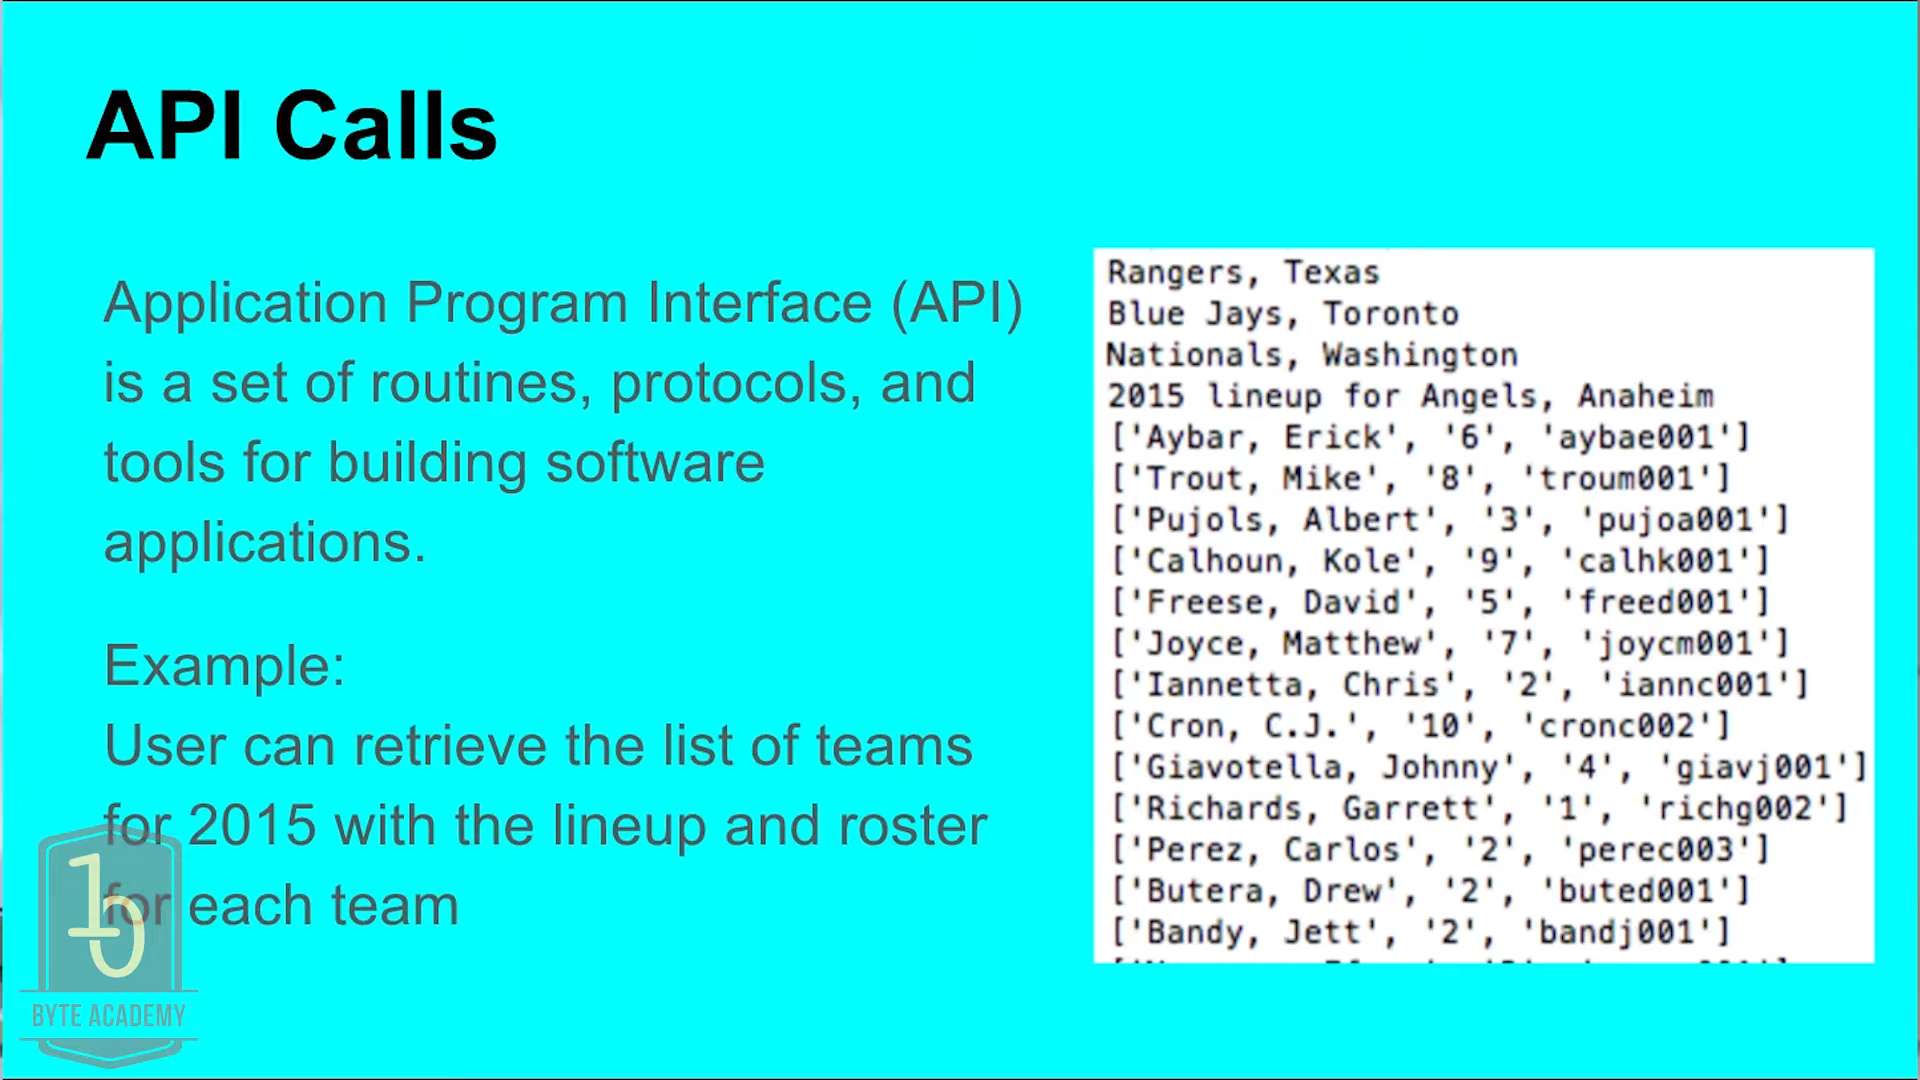 API Calls
Application Program Interface (API)
is a set of routines, protocols, and
tools for building software
applications.
Example:
User can retrieve the list of teams
for 2015 with the lineup and roster
for each team
Rangers, Texas
Blue Jays, Toronto
Nationals, Washington
2015 lineup for Angels, Anaheim
['Aybar, Erick', '6', 'aybae001']
['Trout, Mike', '8', 'troum001']
['Pujols, Albert', '3', 'pujoa001']
['Calhoun, Kole', '9', 'calhk001']
['Freese, David', '5', 'freed001']
['Joyce, Matthew', '7', 'joycm001']
['Iannetta, Chris', '2', 'iannc001']
['Cron, C.J.', '10', 'cronc002']
['Giavotella, Johnny', '4', 'giavj001']
['Richards, Garrett', '1', 'richg002']
['Perez, Carlos', '2', 'perec003']
['Butera, Drew', '2', 'buted001']
['Bandy, Jett', '2', 'bandj001']
10
BYTE ACADEMY